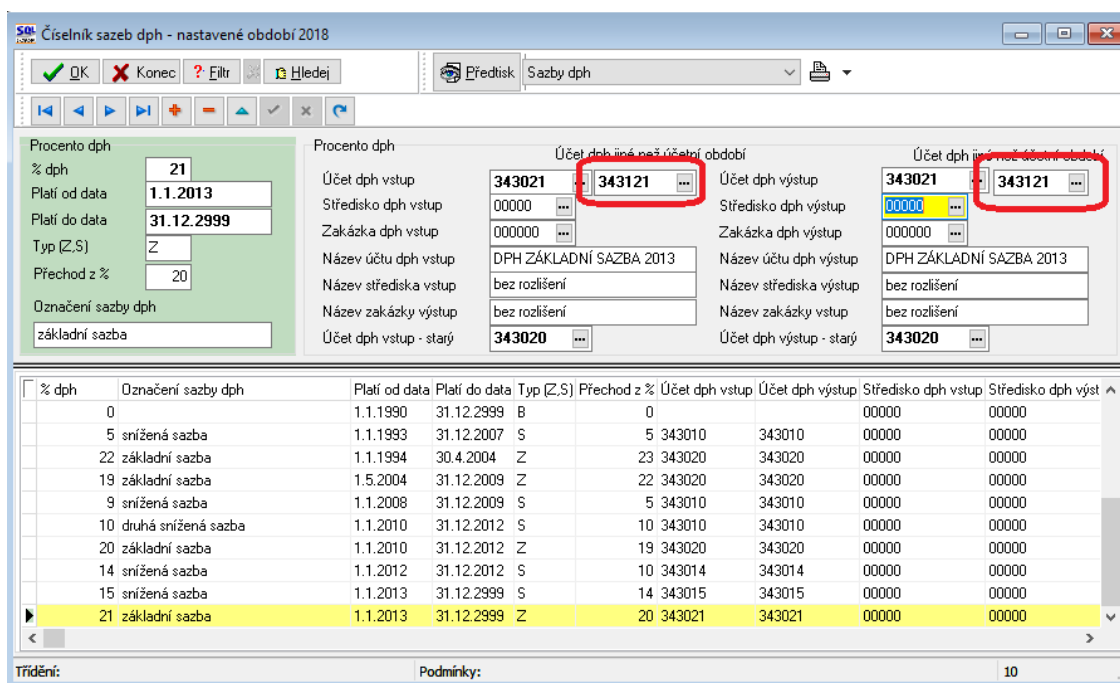 SQL Číselník sazeb dph - nastavené období 2018
OK Konec ? Filtr Hledej Předtisk Sazby dph
Procento dph
% dph 21
Platí od data 1.1.2013
Platí do data 31.12.2999
Typ (Z,S) Z
Přechod z % 20
Označení sazby dph
základní sazba
Procento dph
Účet dph jiné než účetní období
Účet dph vstup 343021 ... 343121 ...
Středisko dph vstup 00000 ...
Zakázka dph vstup 000000 ...
Název účtu dph vstup DPH ZÁKLADNÍ SAZBA 2013
Název střediska vstup bez rozlišení
Název zakázky výstup bez rozlišení
Účet dph vstup - starý 343020 ...
Účet dph jiné než účetní období
Účet dph výstup 343021 ... 343121 ...
Středisko dph výstup 00000 ...
Zakázka dph výstup 000000 ...
Název účtu dph výstup DPH ZÁKLADNÍ SAZBA 2013
Název střediska výstup bez rozlišení
Název zakázky vstup bez rozlišení
Účet dph výstup - starý 343020 ...
% dph Označení sazby dph Platí od data Platí do data Typ (Z,S) Přechod z % Účet dph vstup Účet dph výstup Středisko dph vstup Středisko dph výst
0 1.1.1990 31.12.2999 B 0 00000 00000
5 snížená sazba 1.1.1993 31.12.2007 S 5 343010 343010 00000 00000
22 základní sazba 1.1.1994 30.4.2004 Z 23 343020 343020 00000 00000
19 základní sazba 1.5.2004 31.12.2009 Z 22 343020 343020 00000 00000
9 snížená sazba 1.1.2008 31.12.2009 S 5 343010 343010 00000 00000
10 druhá snížená sazba 1.1.2010 31.12.2012 S 10 343010 343010 00000 00000
20 základní sazba 1.1.2010 31.12.2012 Z 19 343020 343020 00000 00000
14 snížená sazba 1.1.2012 31.12.2012 S 10 343014 343014 00000 00000
15 snížená sazba 1.1.2013 31.12.2999 S 14 343015 343015 00000 00000
21 základní sazba 1.1.2013 31.12.2999 Z 20 343021 343021 00000 00000
Třídění: Podmínky: 10